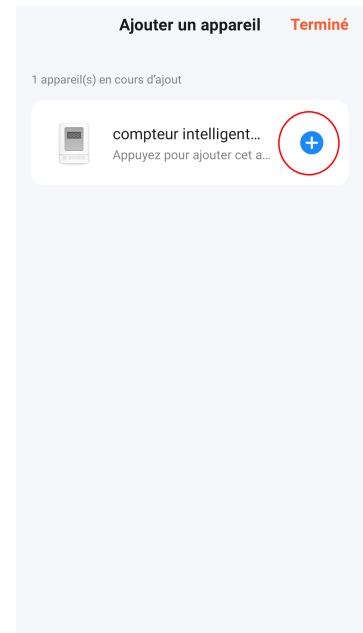 Ajouter un appareil Terminé
1 appareil(s) en cours d'ajout
compteur intelligent...
Appuyez pour ajouter cet a...